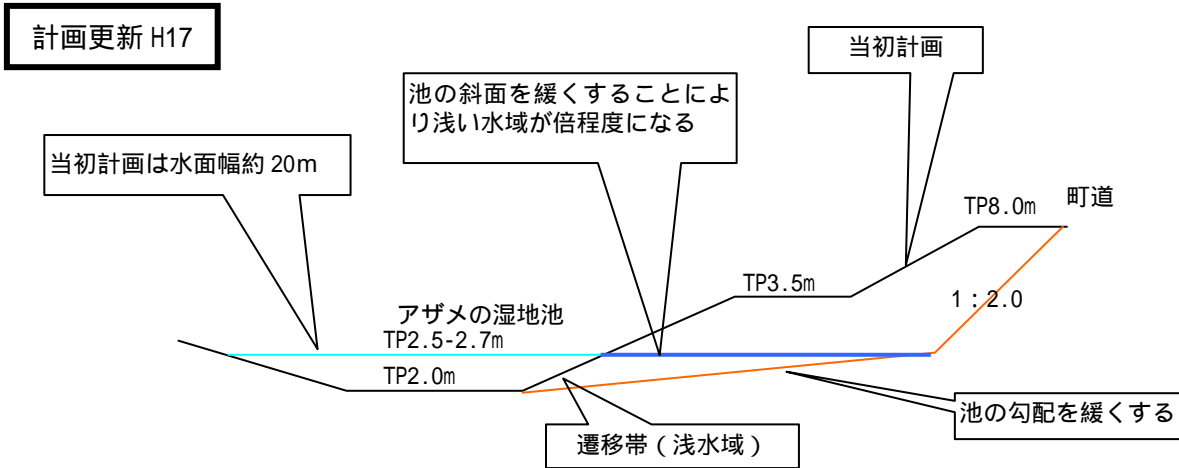 計画更新 H17
当初計画
池の斜面を緩くすることによ
り浅い水域が倍程度になる
当初計画は水面幅約 20m
TP8.0m
町道
TP3.5m
1：2.0
アザメの湿地池
TP2.5-2.7m
TP2.0m
池の勾配を緩くする
遷移帯（浅水域）